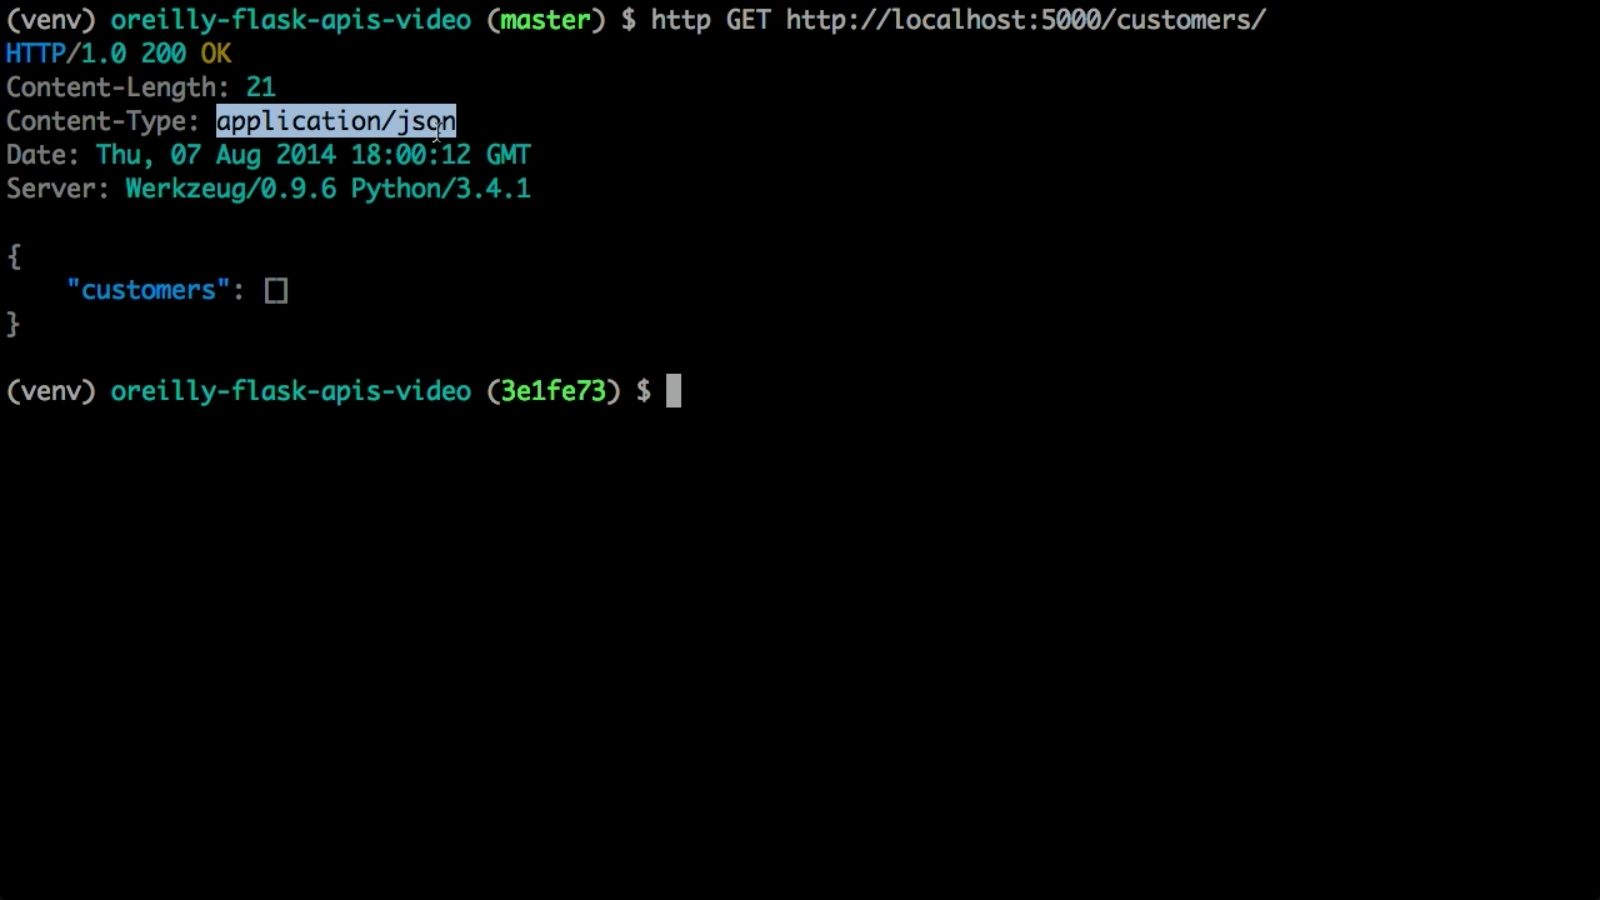 (venv) oreilly-flask-apis-video (master) $ http GET http://localhost:5000/customers/
HTTP/1.0 200 OK
Content-Length: 21
Content-Type: application/json
Date: Thu, 07 Aug 2014 18:00:12 GMT
Server: Werkzeug/0.9.6 Python/3.4.1
{
    "customers": []
}
(venv) oreilly-flask-apis-video (3e1fe73) $